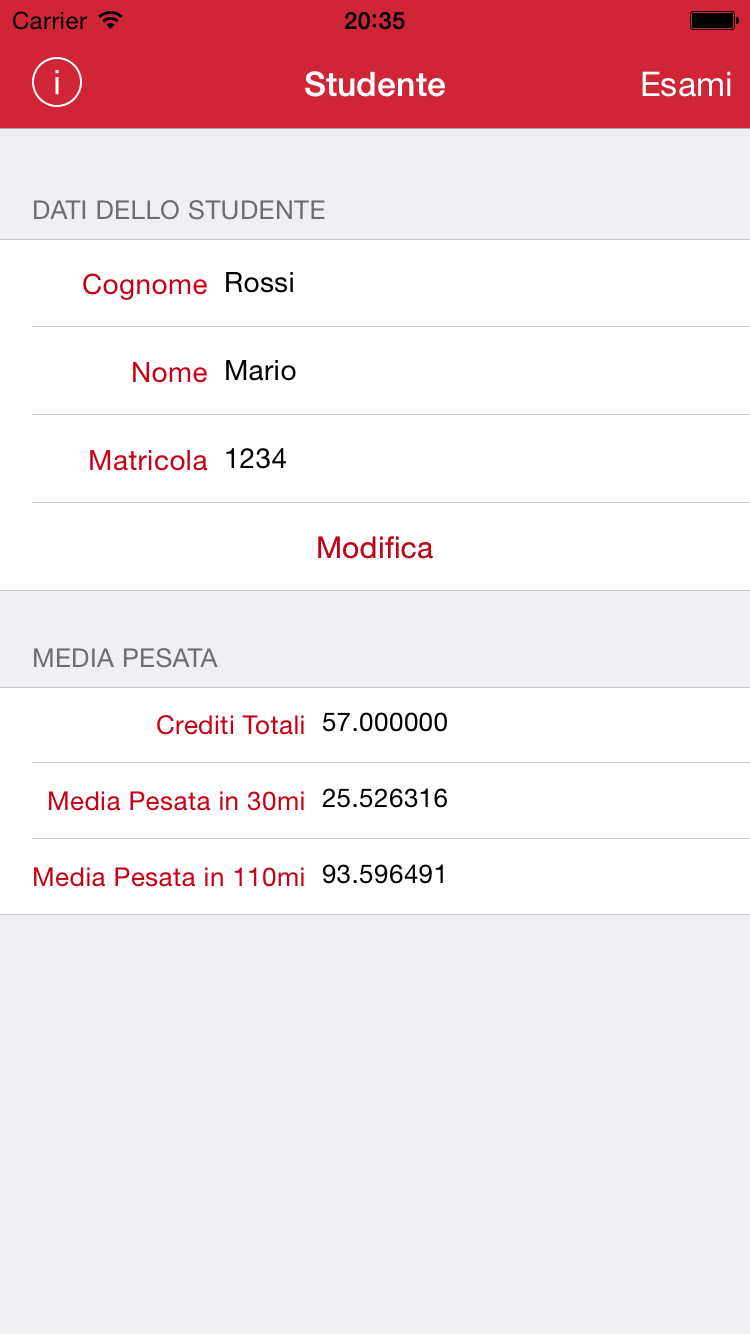 Carrier 20:35
i Studente Esami
DATI DELLO STUDENTE
Cognome Rossi
Nome Mario
Matricola 1234
Modifica
MEDIA PESATA
Crediti Totali 57.000000
Media Pesata in 30mi 25.526316
Media Pesata in 110mi 93.596491